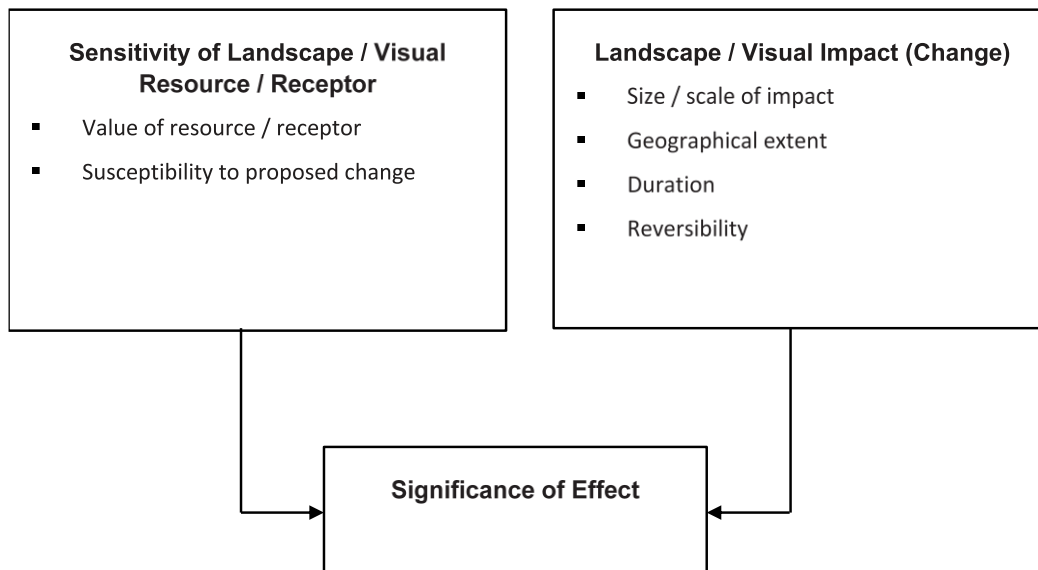 Sensitivity of Landscape / Visual
Resource / Receptor
▪ Value of resource / receptor
▪ Susceptibility to proposed change
Landscape / Visual Impact (Change)
▪ Size / scale of impact
▪ Geographical extent
▪ Duration
▪ Reversibility
Significance of Effect